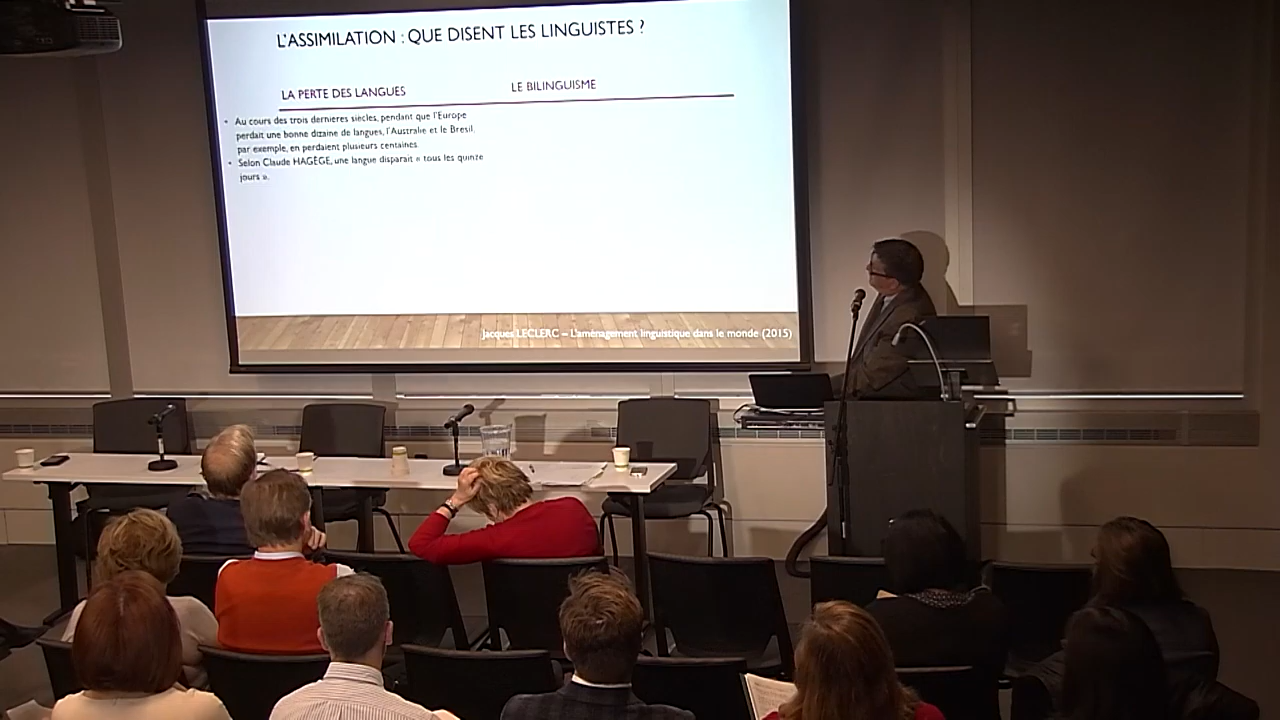 L'ASSIMILATION : QUE DISENT LES LINGUISTES ?
LA PERTE DES LANGUES
LE BILINGUISME
• Au cours des trois dernières siècles, pendant que l'Europe
perdait une bonne dizaine de langues, l'Australie et le Brésil,
par exemple, en perdaient plusieurs centaines.
• Selon Claude HAGÈGE, une langue disparaît « tous les quinze
jours ».
Jacques LECLERC – L'aménagement linguistique dans le monde (2015)